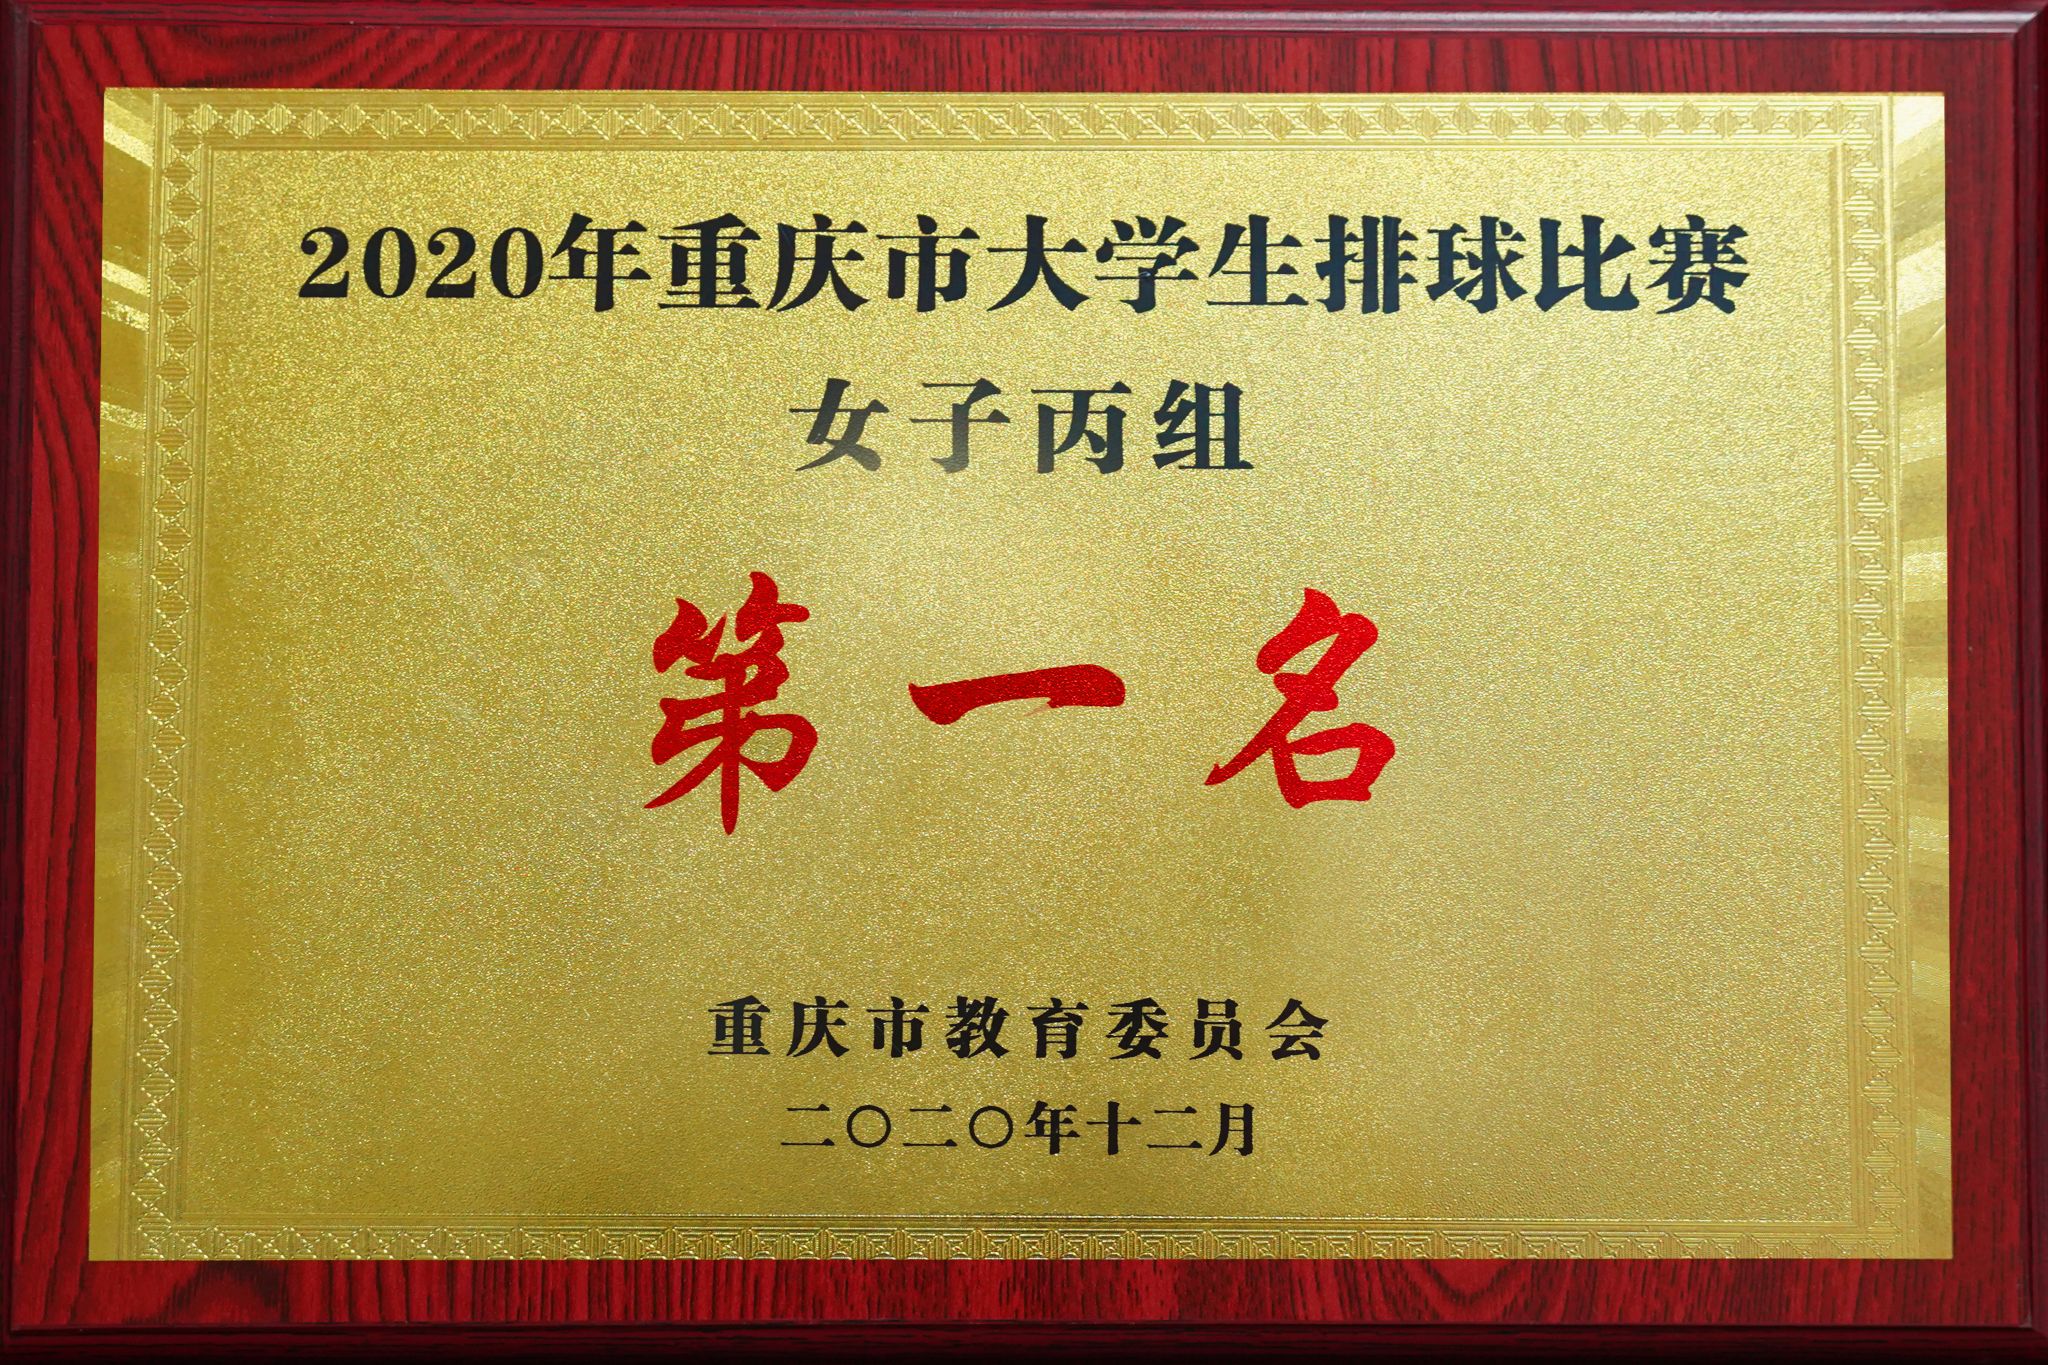 2020年重庆市大学生排球比赛
女子丙组
第一名
重庆市教育委员会
二〇二〇年十二月